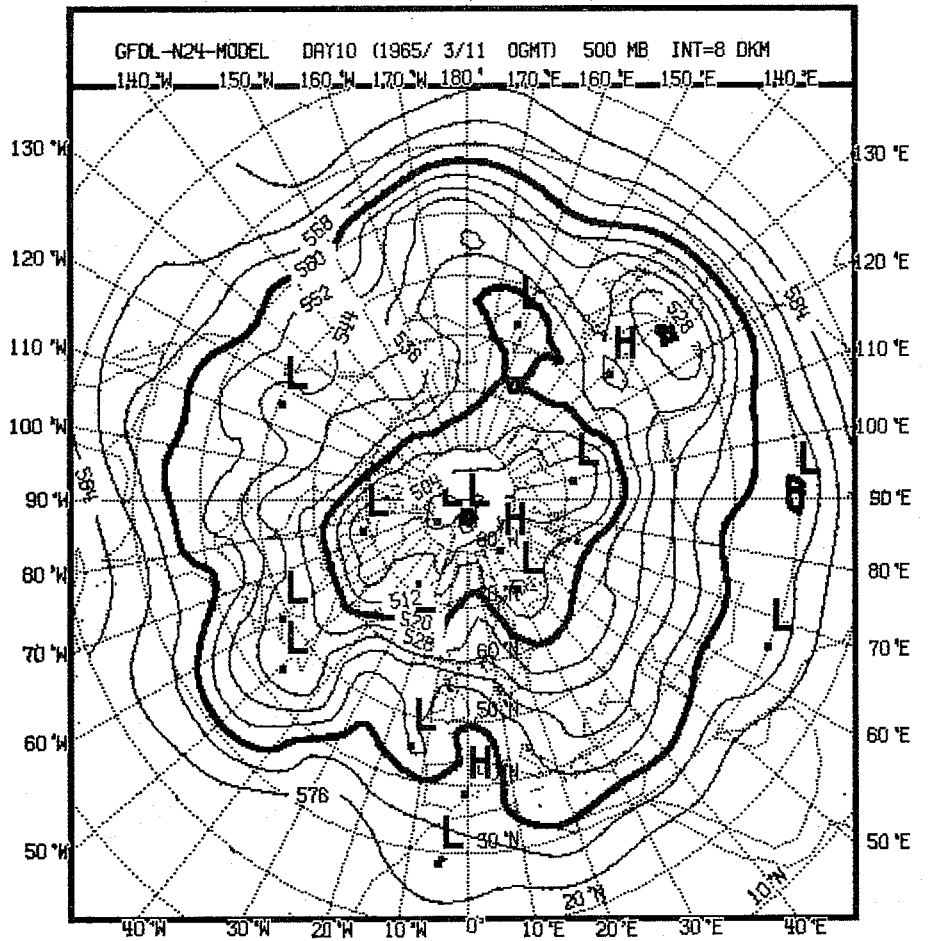 GFDL-N24-MODEL DAY10 (1965/ 3/11 0GMT) 500 MB INT=8 DKM
140°W 150°W 160°W 170°W 180° 170°E 160°E 150°E 140°E
130°W 130°E
568
120°W 560 120°E
552 L 528 584
544 536 H
110°W 110°E
L
100°W 100°E
L L
584 504 L
90°W L L H 90°E
80°N
L
80°W 80°E
L 512 70°N
520 L
528
L 60°N
70°W 70°E
50°N
L
60°W 60°E
H 40°N
576
L 30°N
50°W 50°E
20°N 10°N
40°W 30°W 20°W 10°W 0° 10°E 20°E 30°E 40°E